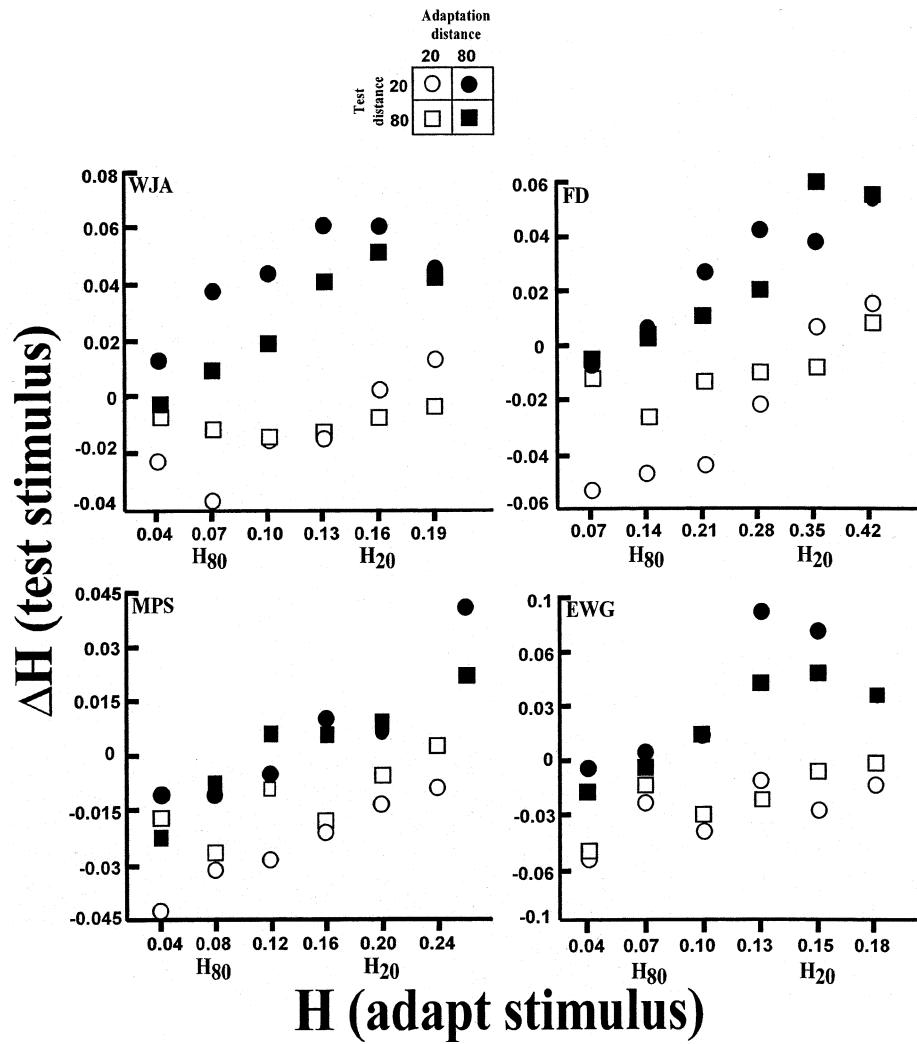 Adaptation
distance
20 80
Test
distance
20
80
WJA
0.08
0.06
0.04
0.02
0
-0.02
-0.04
0.04 0.07 0.10 0.13 0.16 0.19
H80 H20
FD
0.06
0.04
0.02
0
-0.02
-0.04
-0.06
0.07 0.14 0.21 0.28 0.35 0.42
H80 H20
MPS
0.045
0.03
0.015
0
-0.015
-0.03
-0.045
0.04 0.08 0.12 0.16 0.20 0.24
H80 H20
EWG
0.1
0.06
0.03
0
-0.03
-0.06
-0.1
0.04 0.07 0.10 0.13 0.15 0.18
H80 H20
ΔH (test stimulus)
H (adapt stimulus)